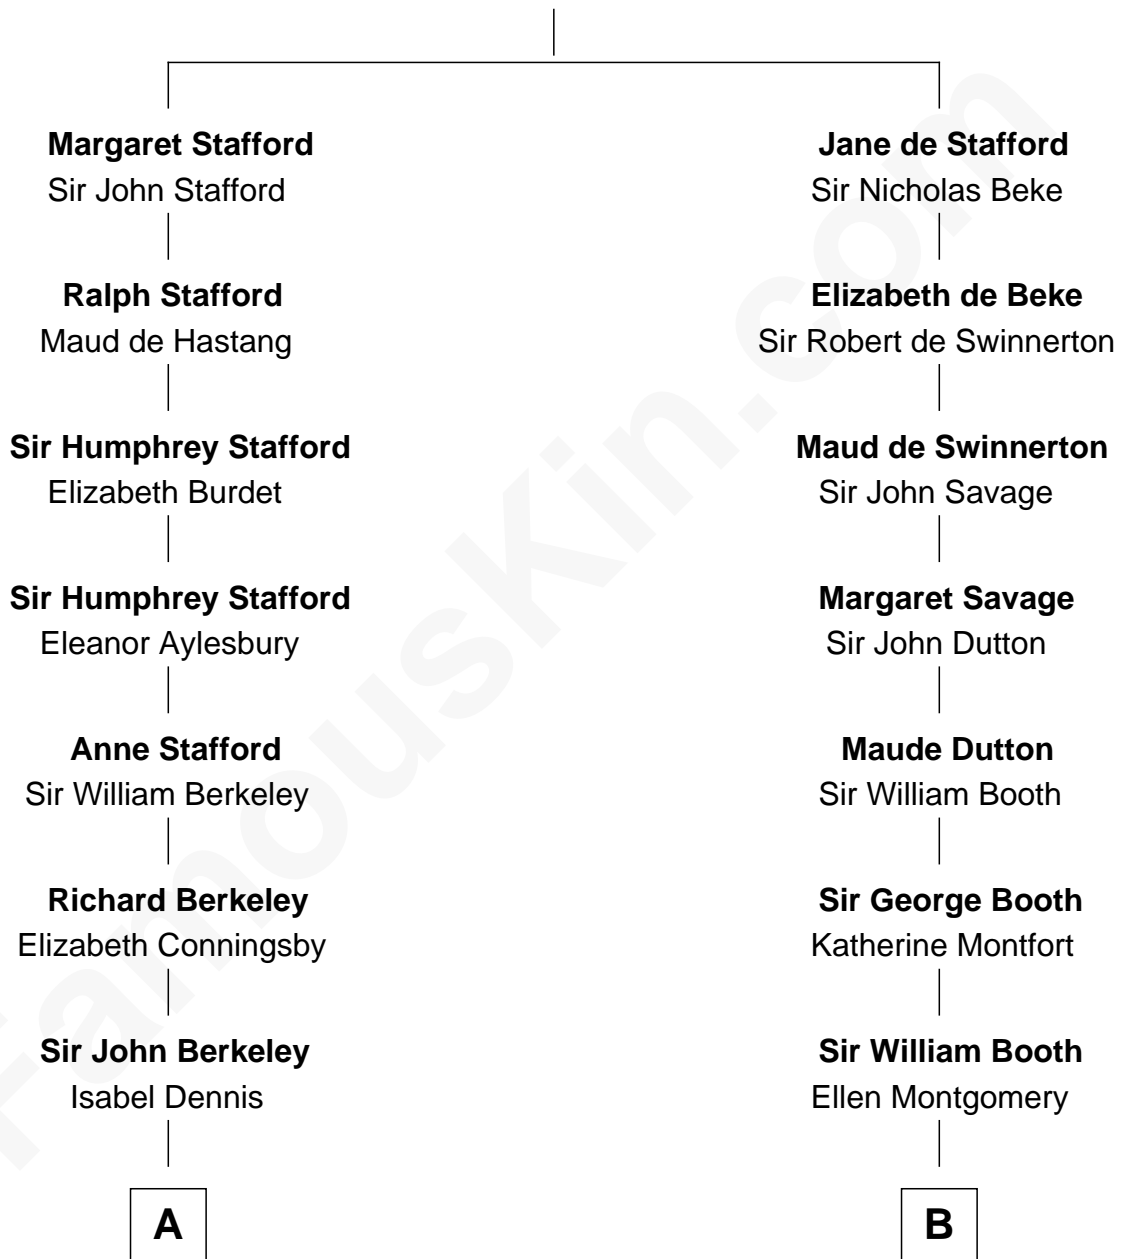 Margaret Stafford
Sir John Stafford
Ralph Stafford
Maud de Hastang
Sir Humphrey Stafford
Elizabeth Burdet
Sir Humphrey Stafford
Eleanor Aylesbury
Anne Stafford
Sir William Berkeley
Richard Berkeley
Elizabeth Conningsby
Sir John Berkeley
Isabel Dennis
A
Jane de Stafford
Sir Nicholas Beke
Elizabeth de Beke
Sir Robert de Swinnerton
Maud de Swinnerton
Sir John Savage
Margaret Savage
Sir John Dutton
Maude Dutton
Sir William Booth
Sir George Booth
Katherine Montfort
Sir William Booth
Ellen Montgomery
B
FamousKin.com